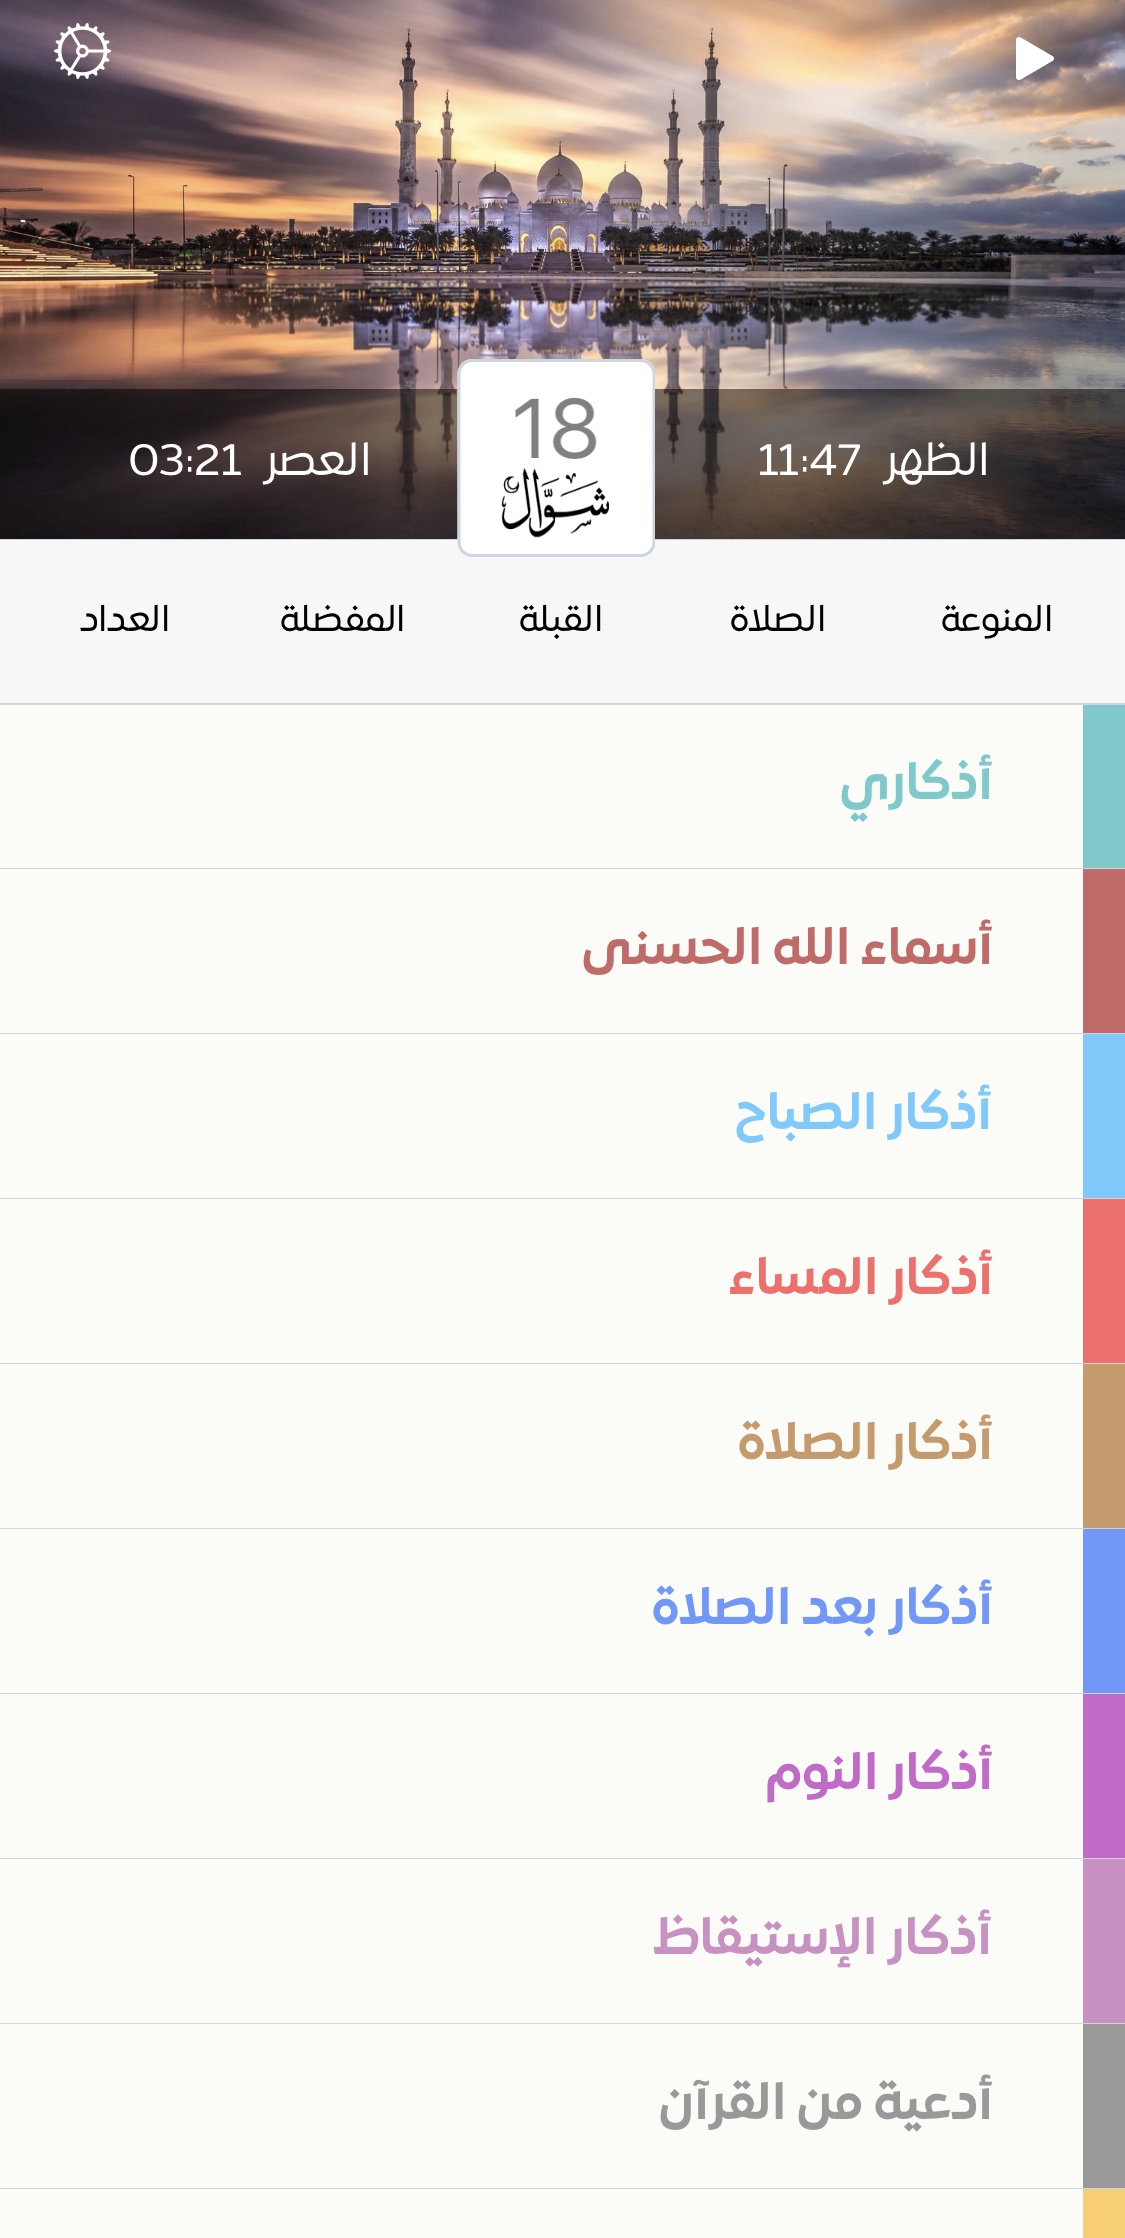 الظهر 11:47
18
شَوَّال
العصر 03:21
المنوعة
الصلاة
القبلة
المفضلة
العداد
أذكاري
أسماء الله الحسنى
أذكار الصباح
أذكار المساء
أذكار الصلاة
أذكار بعد الصلاة
أذكار النوم
أذكار الإستيقاظ
أدعية من القرآن